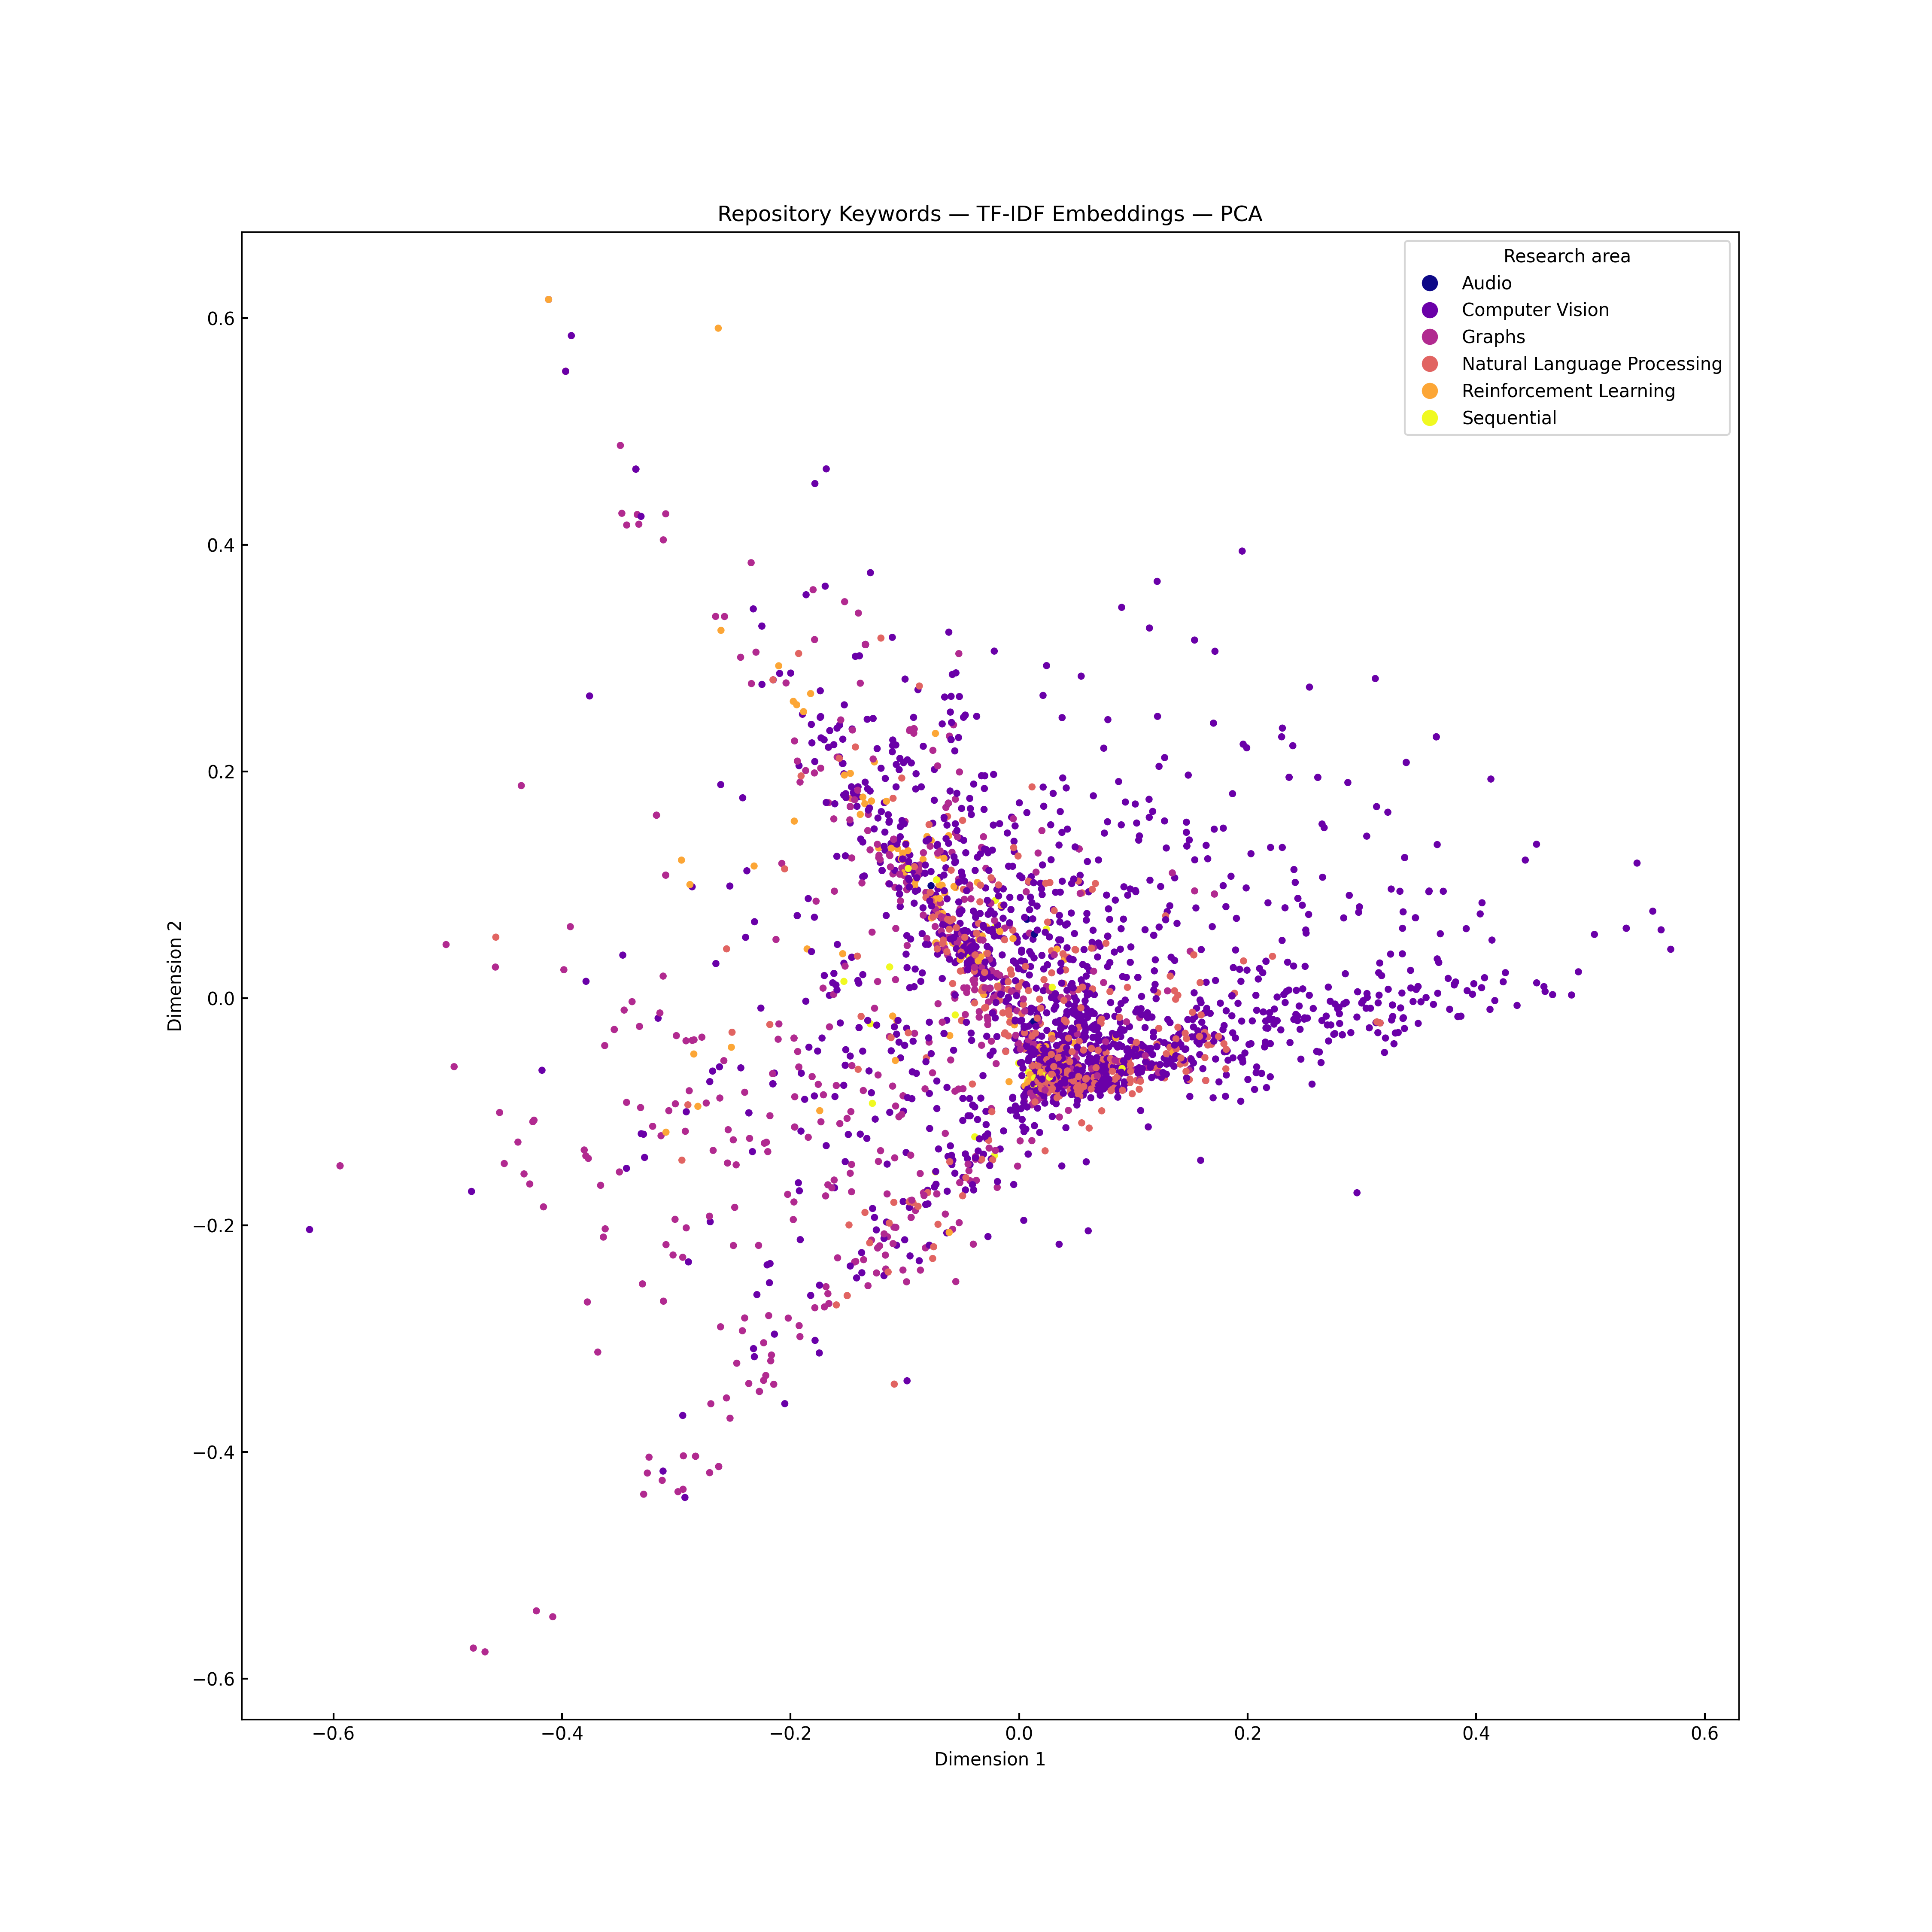 Repository Keywords — TF-IDF Embeddings — PCA
Research area
Audio
Computer Vision
Graphs
Natural Language Processing
Reinforcement Learning
Sequential
0.6
0.4
0.2
0.0
−0.2
−0.4
−0.6
Dimension 2
−0.6 −0.4 −0.2 0.0 0.2 0.4 0.6
Dimension 1